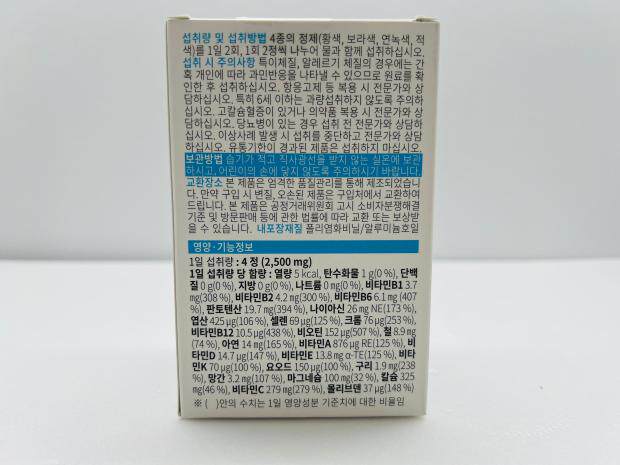 섭취량 및 섭취방법 4종의 정제(황색, 보라색, 연녹색, 적
색)를 1일 2회, 1회 2정씩 나누어 물과 함께 섭취하십시오.
섭취 시 주의사항 특이체질, 알레르기 체질의 경우에는 간
혹 개인에 따라 과민반응을 나타낼 수 있으므로 원료를 확
인한 후 섭취하십시오. 항응고제 등 복용 시 전문가와 상
담하십시오. 특히 6세 이하는 과량섭취하지 않도록 주의하
십시오. 고칼슘혈증이 있거나 의약품 복용 시 전문가와 상
담하십시오. 당뇨병이 있는 경우 섭취 전 전문가와 상담하
십시오. 이상사례 발생 시 섭취를 중단하고 전문가와 상담
하십시오. 유통기한이 경과된 제품은 섭취하지 마십시오.
보관방법 습기가 적고 직사광선을 받지 않는 실온에 보관
하시고, 어린이의 손에 닿지 않도록 주의하시기 바랍니다.
교환장소 본 제품은 엄격한 품질관리를 통해 제조되었습니
다. 만약 구입 시 변질, 오손된 제품은 구입처에서 교환하여
드립니다. 본 제품은 공정거래위원회 고시 소비자분쟁해결
기준 및 방문판매 등에 관한 법률에 따라 교환 또는 보상받
을 수 있습니다. 내포장재질 폴리염화비닐/알루미늄호일
영양·기능정보
1일 섭취량 : 4 정 (2,500 mg)
1일 섭취량 당 함량 : 열량 5 kcal, 탄수화물 1 g(0 %), 단백
질 0 g(0 %), 지방 0 g(0 %), 나트륨 0 mg(0 %), 비타민B1 3.7
mg(308 %), 비타민B2 4.2 mg(300 %), 비타민B6 6.1 mg (407
%), 판토텐산 19.7 mg(394 %), 나이아신 26 mg NE(173 %),
엽산 425 μg(106 %), 셀렌 69 μg(125 %), 크롬 76 μg(253 %),
비타민B12 10.5 μg(438 %), 비오틴 152 μg(507 %), 철 8.9 mg
(74 %), 아연 14 mg(165 %), 비타민A 876 μg RE(125 %), 비
타민D 14.7 μg(147 %), 비타민E 13.8 mg α-TE(125 %), 비타
민K 70 μg(100 %), 요오드 150 μg(100 %), 구리 1.9 mg(238
%), 망간 3.2 mg(107 %), 마그네슘 100 mg(32 %), 칼슘 325
mg(46 %), 비타민C 279 mg(279 %), 몰리브덴 37 μg(148 %)
※ ( )안의 수치는 1일 영양성분 기준치에 대한 비율임